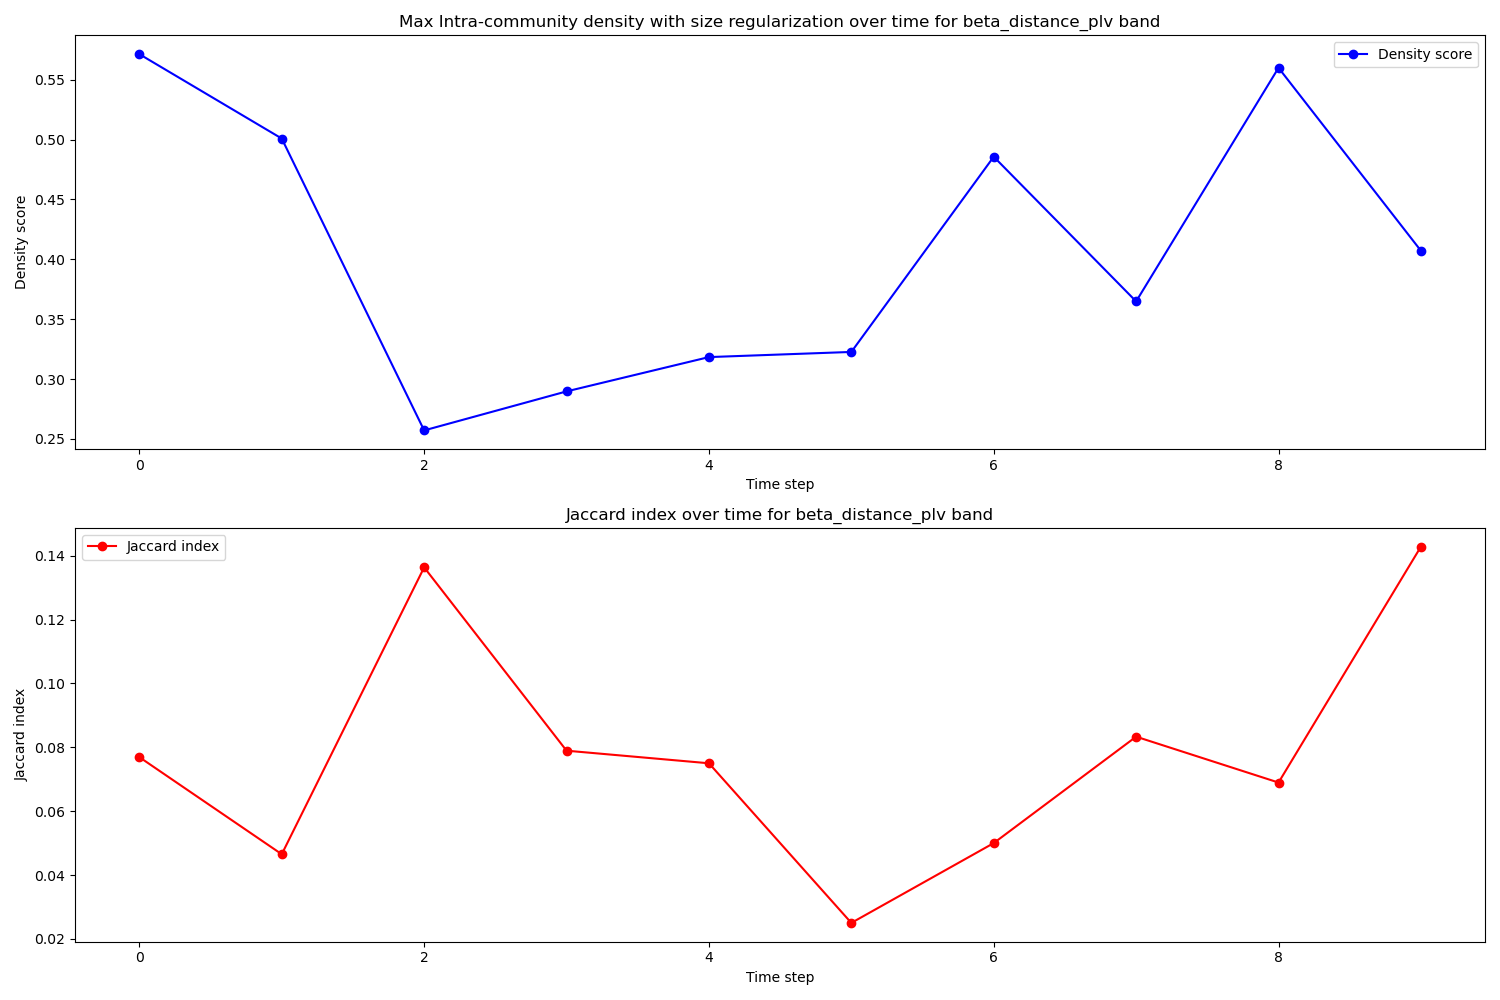 Max Intra-community density with size regularization over time for beta_distance_plv band
Density score
0.55
0.50
0.45
0.40
0.35
0.30
0.25
Density score
0 2 4 6 8
Time step
Jaccard index over time for beta_distance_plv band
Jaccard index
0.14
0.12
0.10
0.08
0.06
0.04
0.02
Jaccard index
0 2 4 6 8
Time step